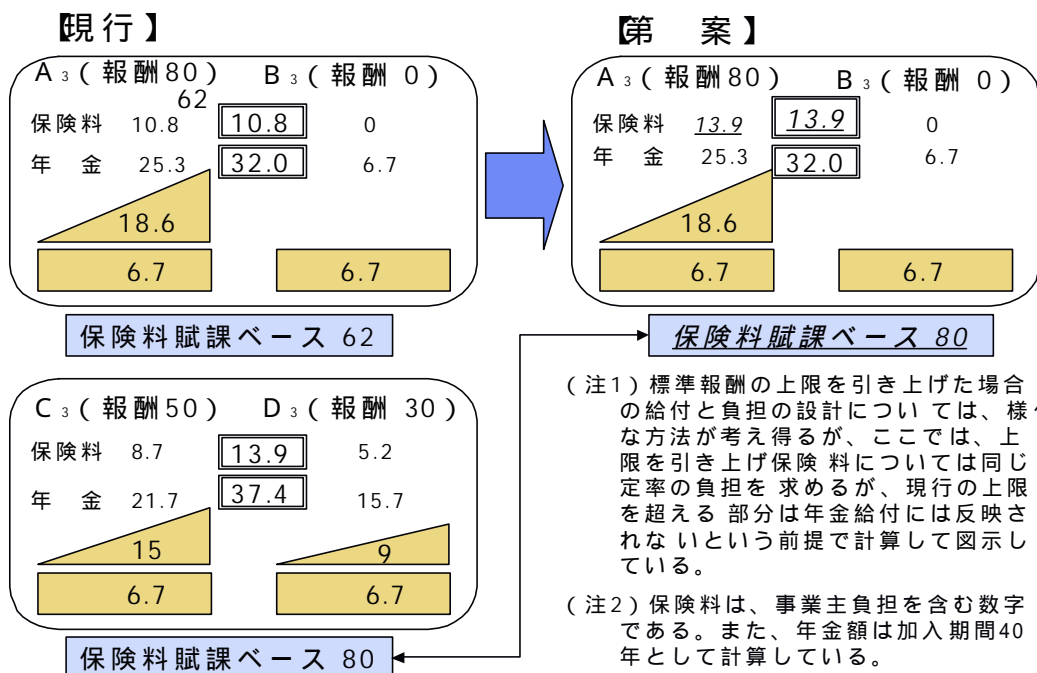 【現行】
A₃(報酬80) B₃(報酬 0)
62
保険料 10.8 10.8 0
年 金 25.3 32.0 6.7
18.6
6.7 6.7
保険料賦課ベース 62
C₃(報酬50) D₃(報酬 30)
保険料 8.7 13.9 5.2
年 金 21.7 37.4 15.7
15 9
6.7 6.7
保険料賦課ベース 80
【第 案】
A₃(報酬80) B₃(報酬 0)
保険料 13.9 13.9 0
年 金 25.3 32.0 6.7
18.6
6.7 6.7
保険料賦課ベース 80
(注1)標準報酬の上限を引き上げた場合
の給付と負担の設計につい ては、様
な方法が考え得るが、ここでは、上
限を引き上げ保険 料については同じ
定率の負担を 求めるが、現行の上限
を超える 部分は年金給付には反映さ
れな いという前提で計算して図示し
ている。
(注2)保険料は、事業主負担を含む数字
である。また、年金額は加入期間40
年として計算している。